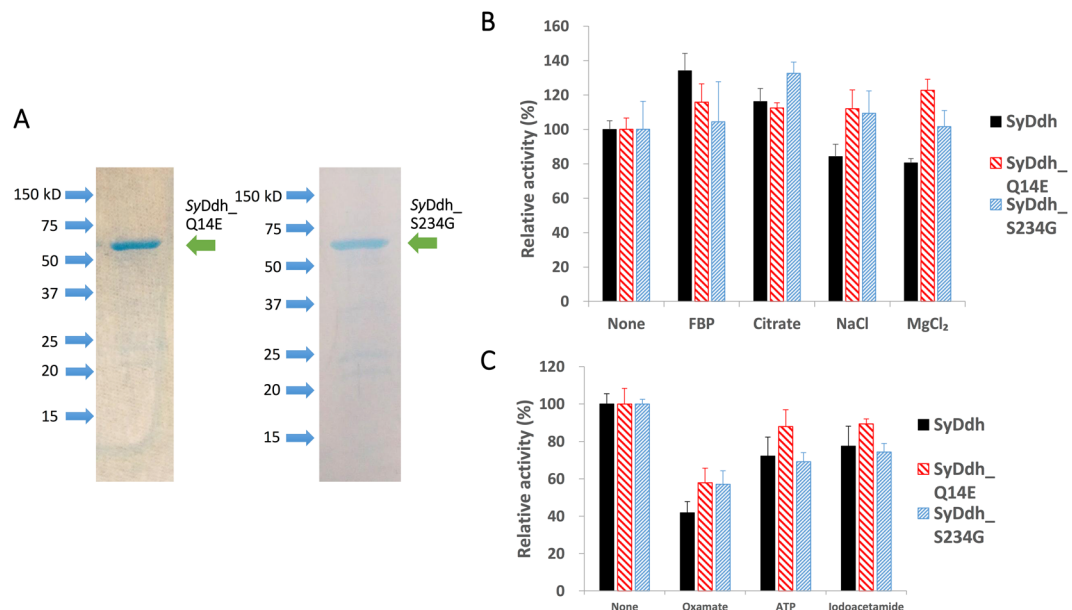 A
150 kD
75
50
37
25
20
15
SyDdh_
Q14E
150 kD
75
50
37
25
20
15
SyDdh_
S234G
B
Relative activity (%)
160
140
120
100
80
60
40
20
0
None FBP Citrate NaCl MgCl₂
SyDdh
SyDdh_
Q14E
SyDdh_
S234G
C
Relative activity (%)
120
100
80
60
40
20
0
None Oxamate ATP Iodoacetamide
SyDdh
SyDdh_
Q14E
SyDdh_
S234G